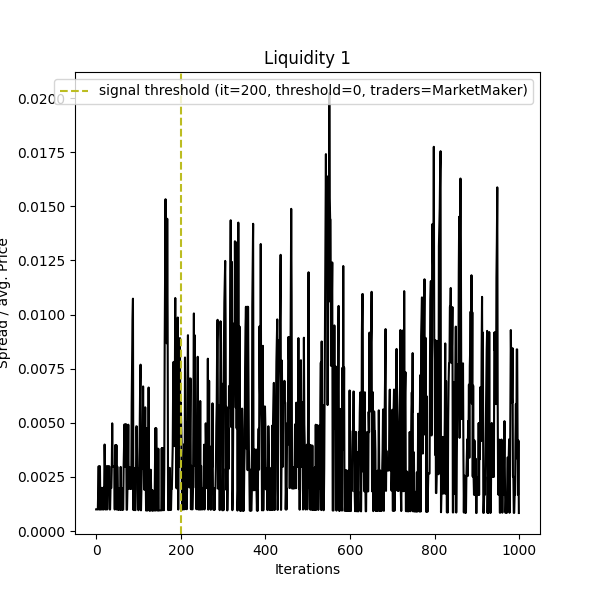 Liquidity 1
signal threshold (it=200, threshold=0, traders=MarketMaker)
0.0200
0.0175
0.0150
0.0125
0.0100
0.0075
0.0050
0.0025
0.0000
Spread / avg. Price
0 200 400 600 800 1000
Iterations